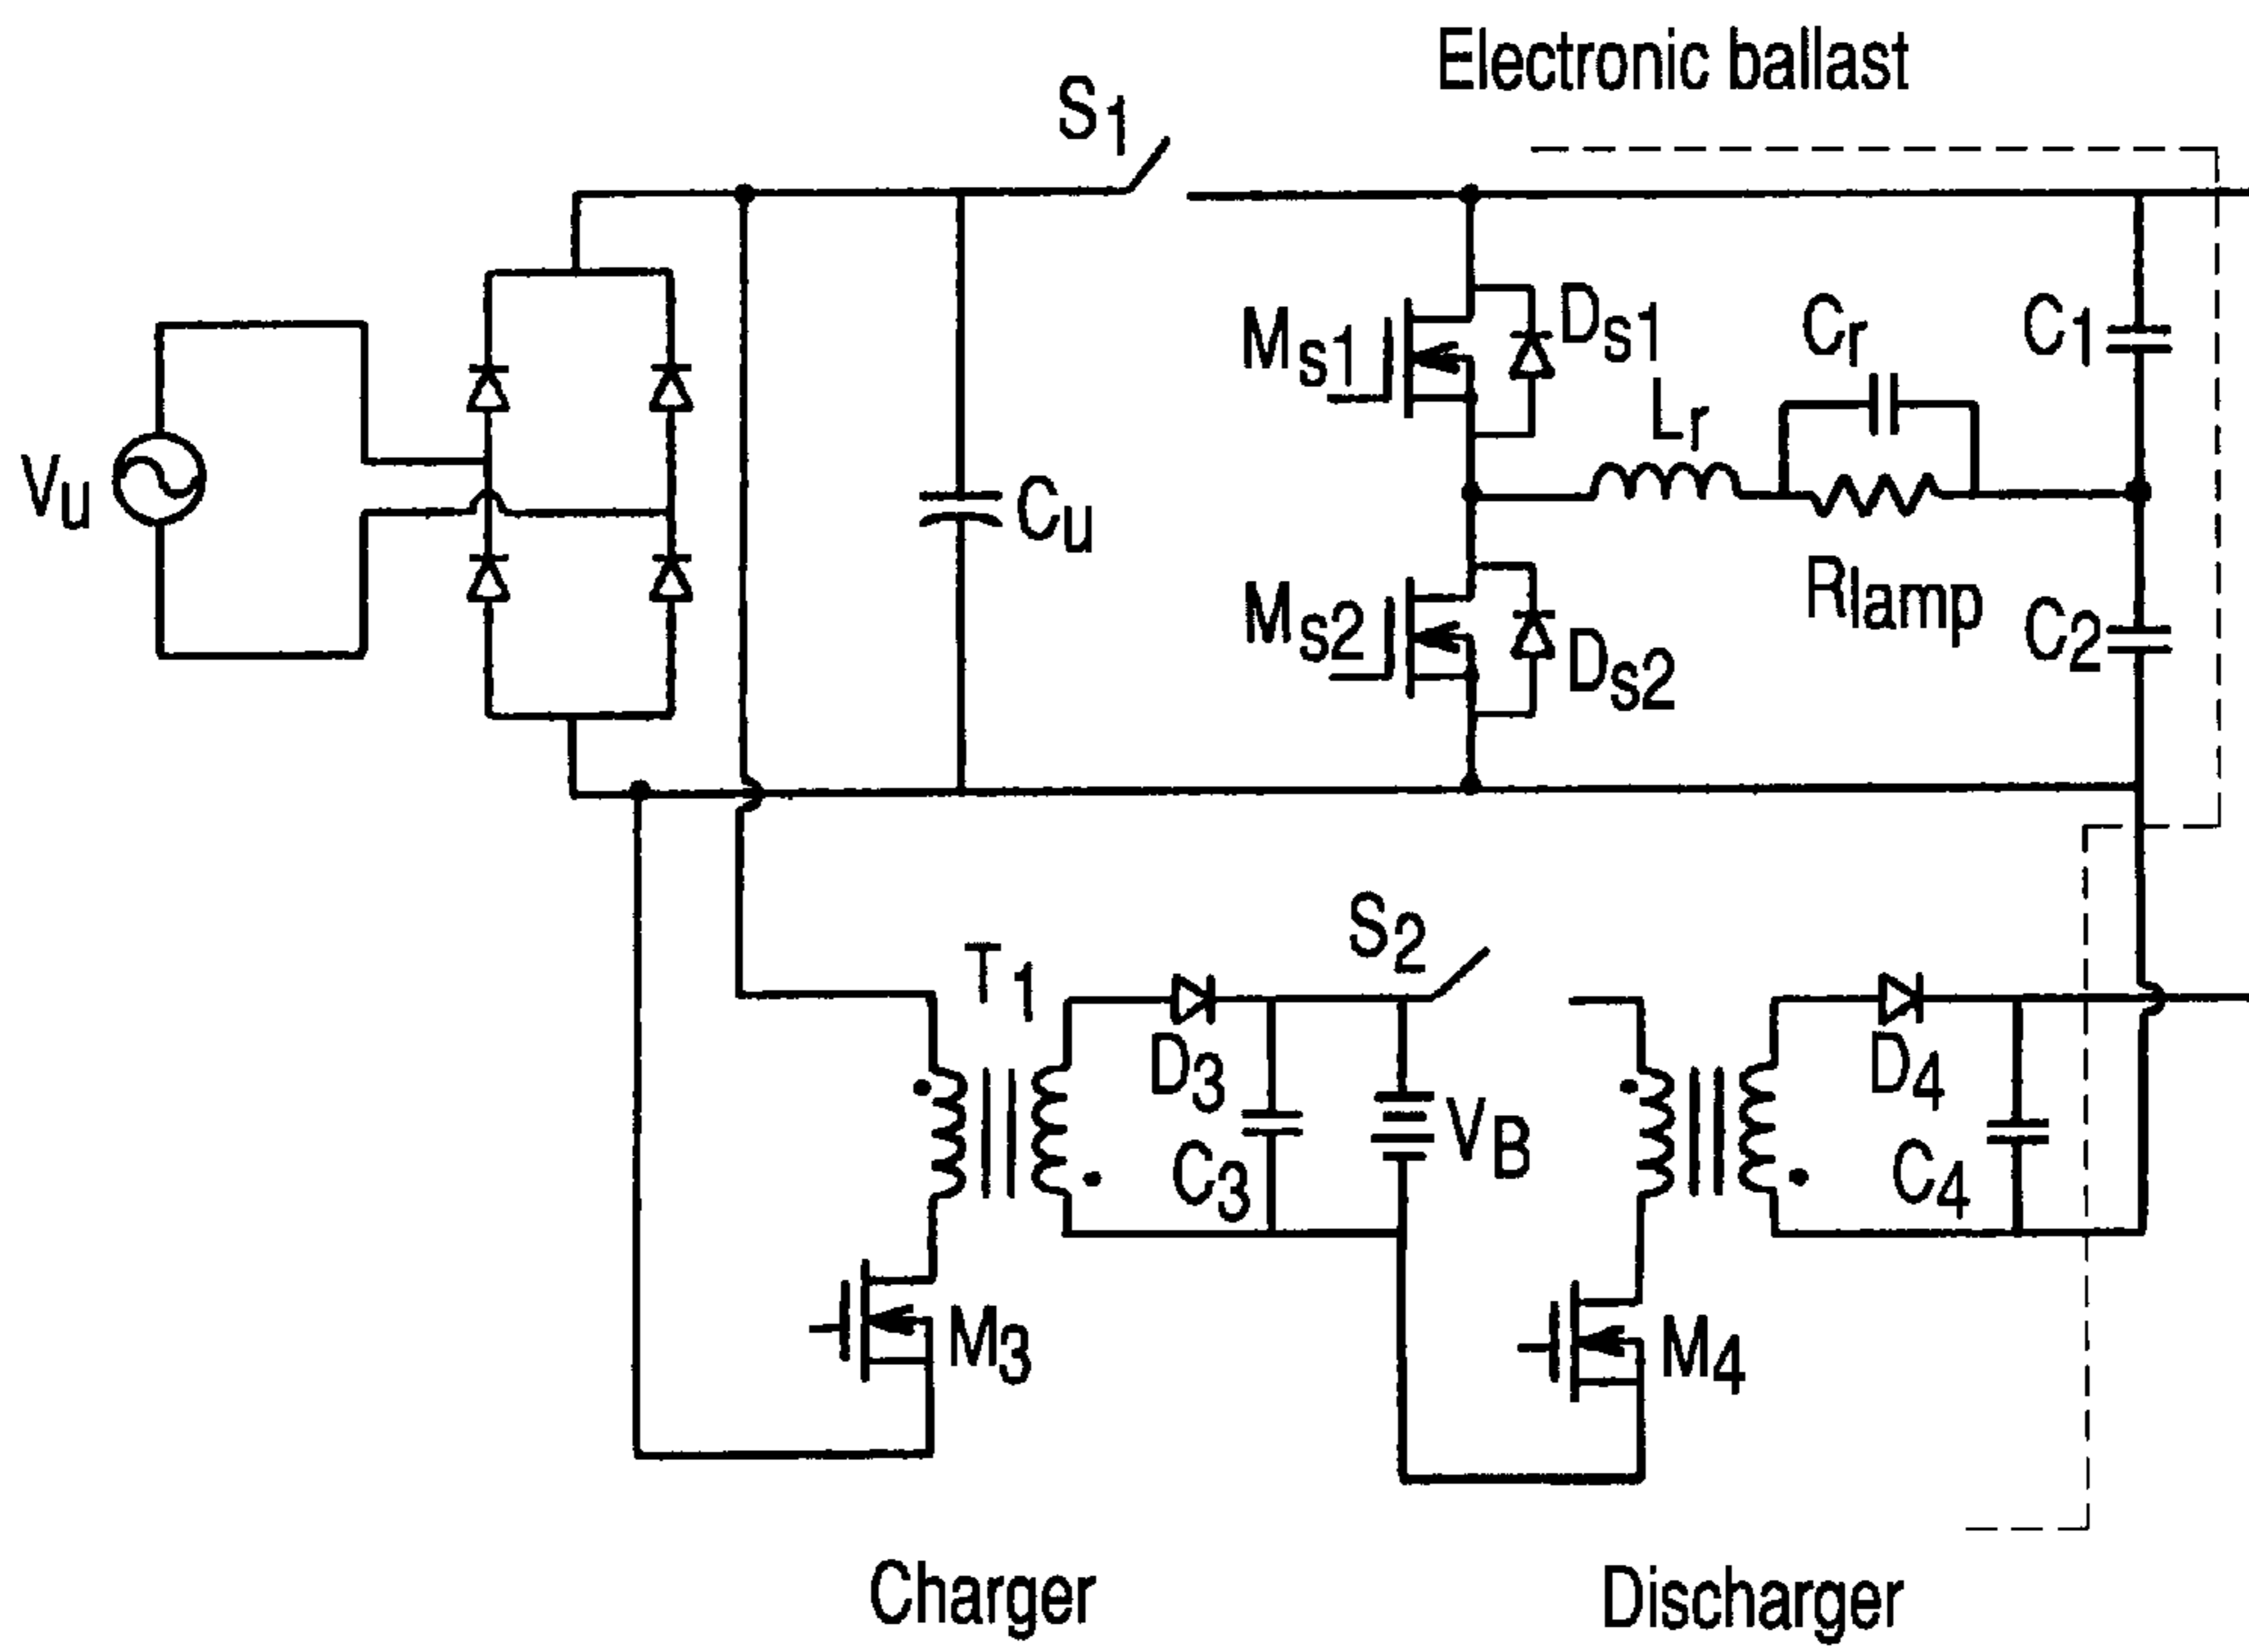 Electronic ballast
S1
Vu
Cu
Ms1
Ds1
Cr
C1
Lr
Rlamp
Ms2
Ds2
C2
T1
S2
D3
C3
VB
D4
C4
M3
M4
Charger
Discharger